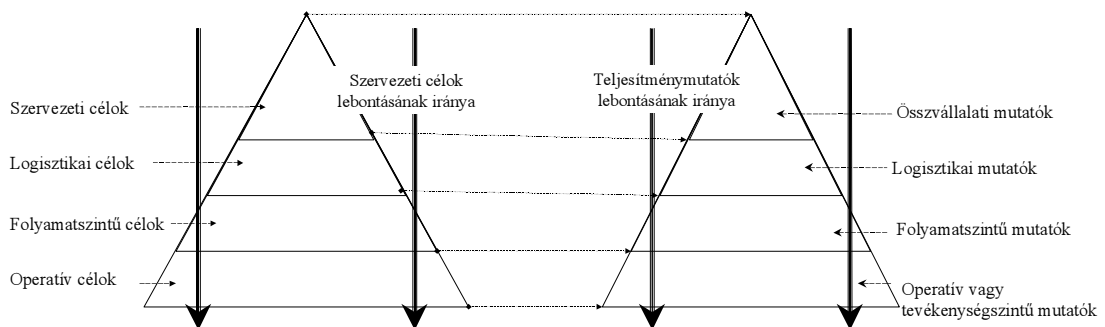 Szervezeti célok
Logisztikai célok
Folyamatszintű célok
Operatív célok
Szervezeti célok
lebontásának iránya
Teljesítménymutatók
lebontásának iránya
Összvállalati mutatók
Logisztikai mutatók
Folyamatszintű mutatók
Operatív vagy
tevékenységszintű mutatók